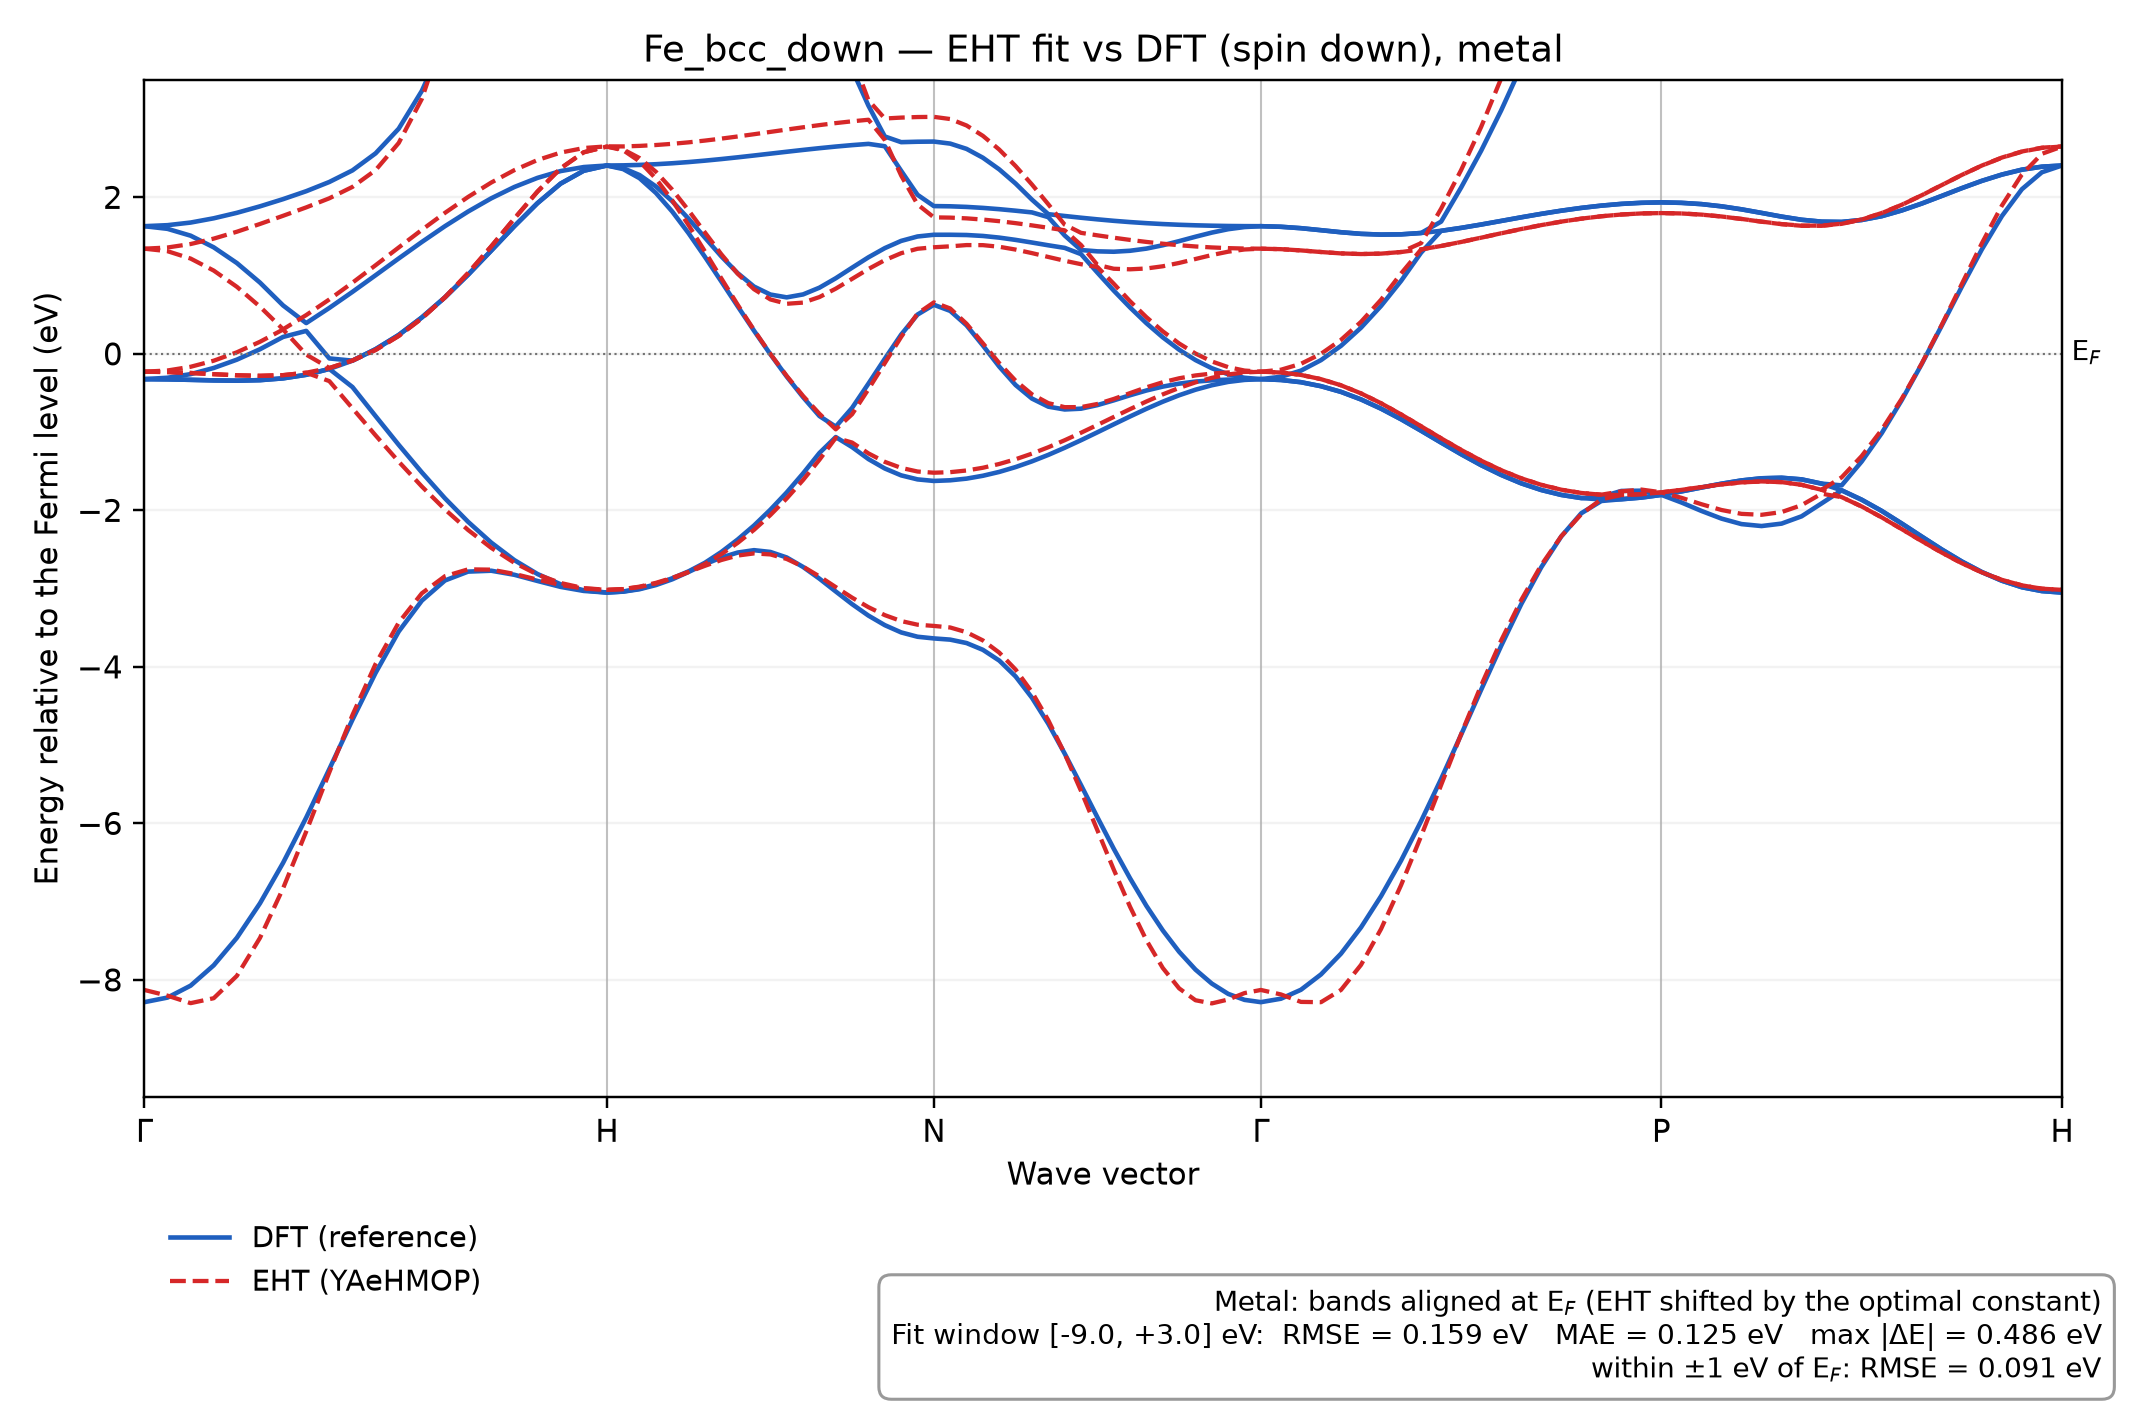 Fe_bcc_down — EHT fit vs DFT (spin down), metal
Energy relative to the Fermi level (eV)
2
0
−2
−4
−6
−8
E_F
Γ H N Γ P H
Wave vector
DFT (reference)
EHT (YAeHMOP)
Metal: bands aligned at E_F (EHT shifted by the optimal constant)
Fit window [-9.0, +3.0] eV: RMSE = 0.159 eV MAE = 0.125 eV max |ΔE| = 0.486 eV
within ±1 eV of E_F: RMSE = 0.091 eV